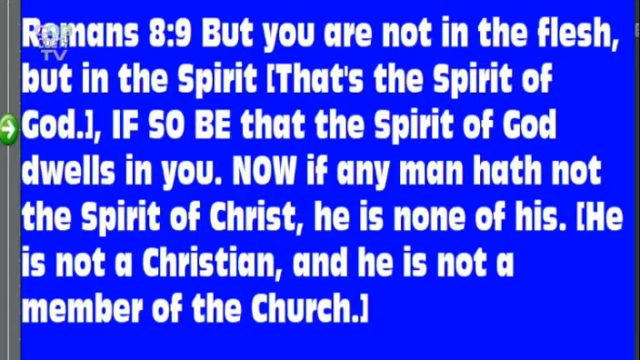 Romans 8:9 But you are not in the flesh,
but in the Spirit [That's the Spirit of
God.], IF SO BE that the Spirit of God
dwells in you. NOW if any man hath not
the Spirit of Christ, he is none of his. [He
is not a Christian, and he is not a
member of the Church.]
TV